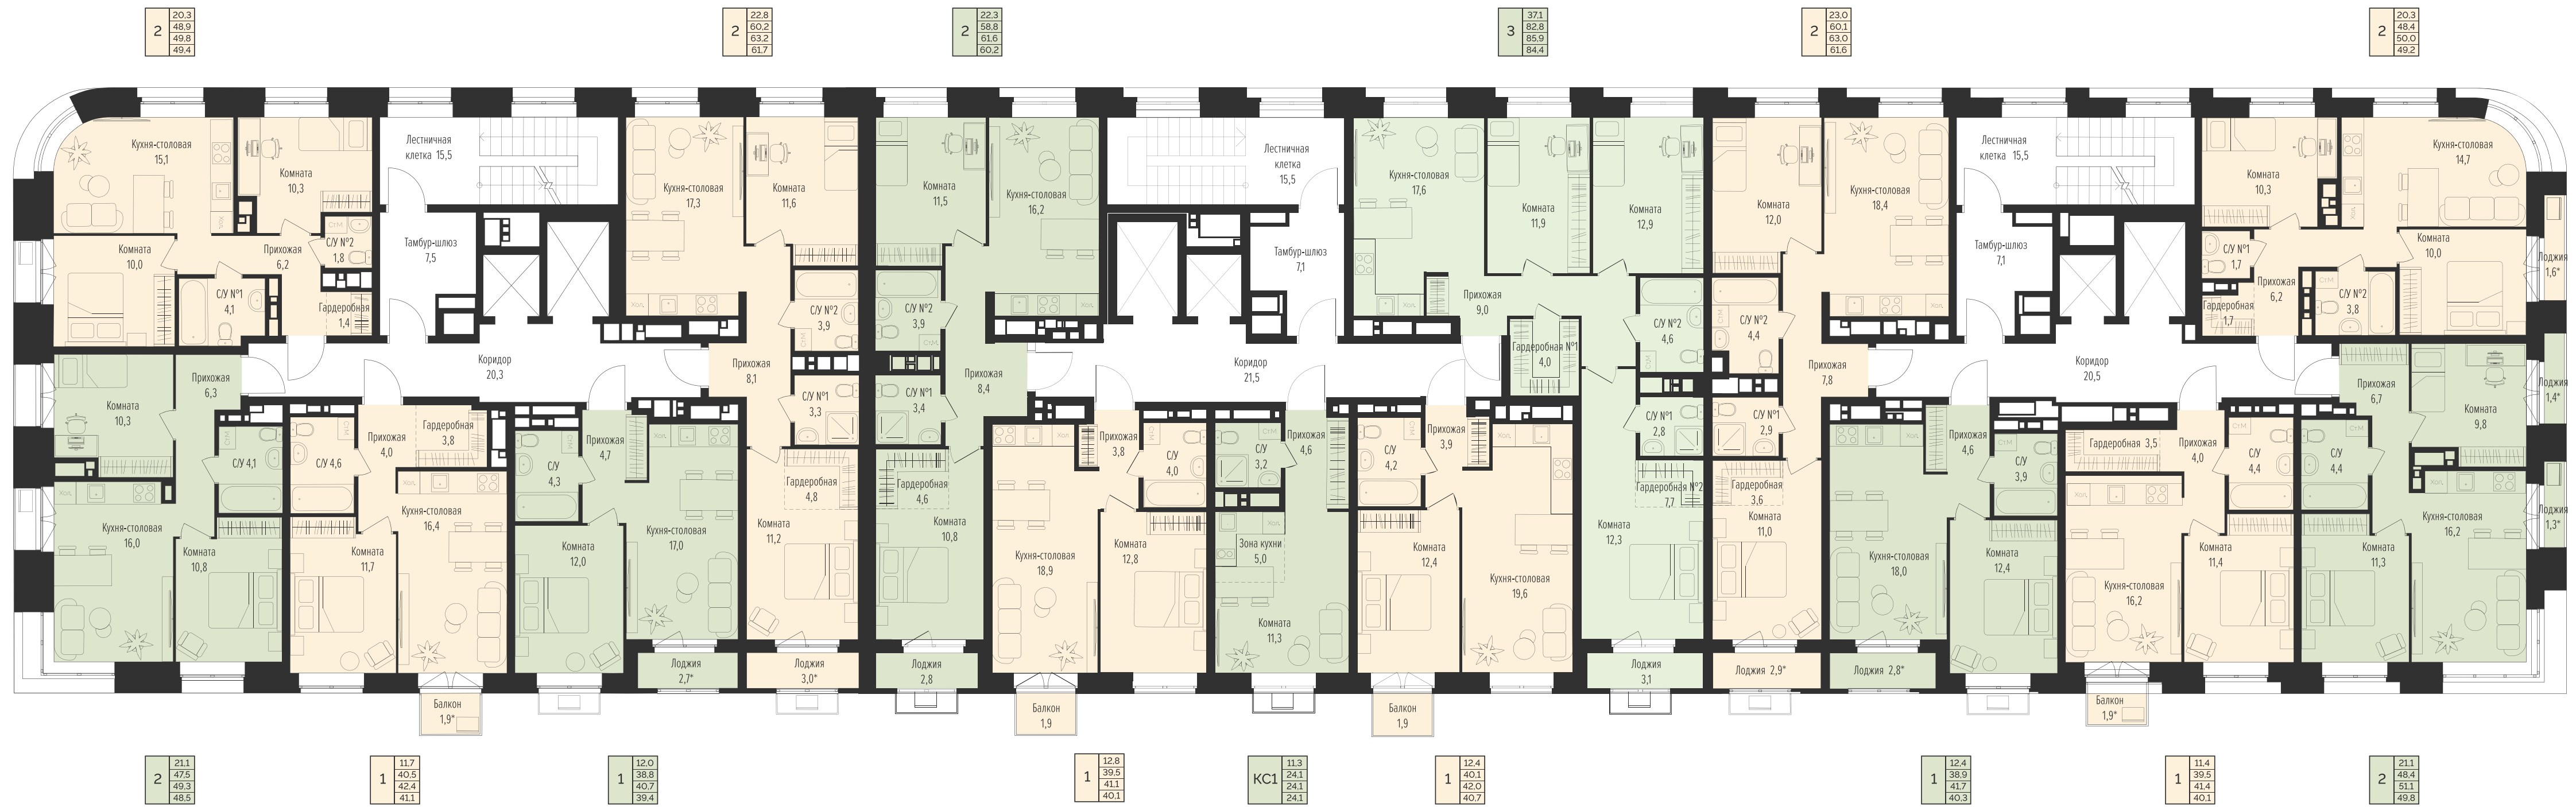 2
20,3
48,9
49,8
49,4
2
22,8
60,2
63,2
61,7
2
22,3
58,8
61,6
60,2
3
37,1
82,8
85,9
84,4
2
23,0
60,1
63,0
61,6
2
20,3
48,4
50,0
49,2
Кухня-столовая
15,1
Комната
10,3
Лестничная
клетка 15,5
Комната
10,0
Прихожая
6,2
С/У №2
1,8
СтМ
С/У №1
4,1
Гардеробная
1,4
Тамбур-шлюз
7,5
Коридор
20,3
Кухня-столовая
17,3
Комната
11,6
С/У №2
3,9
Прихожая
8,1
С/У №1
3,3
Комната
11,5
Кухня-столовая
16,2
С/У №2
3,9
С/У №1
3,4
Прихожая
8,4
Лестничная
клетка
15,5
Тамбур-шлюз
7,1
Коридор
21,5
Кухня-столовая
17,6
Комната
11,9
Комната
12,9
Прихожая
9,0
Гардеробная №1
4,0
С/У №2
4,6
С/У №1
2,8
Комната
12,0
Кухня-столовая
18,4
С/У №2
4,4
Прихожая
7,8
С/У №1
2,9
Лестничная
клетка 15,5
Тамбур-шлюз
7,1
Коридор
20,5
Комната
10,3
Кухня-столовая
14,7
С/У №1
1,7
Прихожая
6,2
Гардеробная
1,7
С/У №2
3,8
Комната
10,0
Лоджия
1,6*
Комната
10,3
Прихожая
6,3
С/У 4,1
Кухня-столовая
16,0
Комната
10,8
С/У 4,6
Прихожая
4,0
Гардеробная
3,8
Комната
11,7
Кухня-столовая
16,4
Балкон
1,9*
С/У
4,3
Прихожая
4,7
Комната
12,0
Кухня-столовая
17,0
Лоджия
2,7*
Гардеробная
4,8
Комната
11,2
Лоджия
3,0*
Гардеробная
4,6
Комната
10,8
Лоджия
2,8
Прихожая
3,8
С/У
4,0
Кухня-столовая
18,9
Комната
12,8
Балкон
1,9
С/У
3,2
Прихожая
4,6
Зона кухни
5,0
Комната
11,3
С/У
4,2
Прихожая
3,9
Комната
12,4
Кухня-столовая
19,6
Балкон
1,9
Гардеробная №2
7,7
Комната
12,3
Лоджия
3,1
Гардеробная
3,6
Комната
11,0
Лоджия 2,9*
Прихожая
4,6
С/У
3,9
Кухня-столовая
18,0
Комната
12,4
Лоджия 2,8*
Гардеробная 3,5
Прихожая
4,0
С/У
4,4
Кухня-столовая
16,2
Комната
11,4
Балкон
1,9*
Прихожая
6,7
С/У
4,4
Комната
9,8
Лоджия
1,4*
Комната
11,3
Кухня-столовая
16,2
Лоджия
1,3*
2
21,1
47,5
49,3
48,5
1
11,7
40,5
42,4
41,1
1
12,0
38,8
40,7
39,4
1
12,8
39,5
41,1
40,1
КС1
11,3
24,1
24,1
24,1
1
12,4
40,1
42,0
40,7
1
12,4
38,9
41,7
40,3
1
11,4
39,5
41,4
40,1
2
21,1
48,4
51,1
49,8